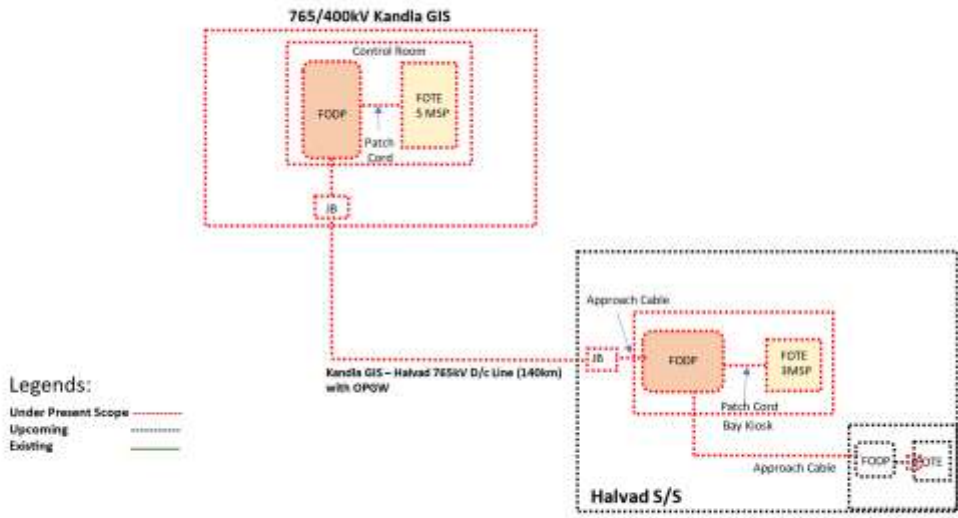 765/400kV Kandla GIS
Control Room
FODP
FOTE
5 MSP
Patch
Cord
JB
Approach Cable
JB
FODP
FOTE
3MSP
Kandla GIS – Halvad 765kV D/c Line (140km)
with OPGW
Patch Cord
Bay Kiosk
Legends:
Under Present Scope
Upcoming
Existing
FODP
FOTE
Approach Cable
Halvad S/S